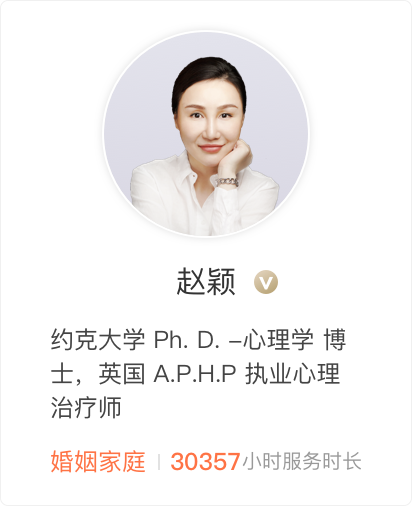 赵颖
约克大学 Ph. D. –心理学 博
士，英国 A.P.H.P 执业心理
治疗师
婚姻家庭 | 30357小时服务时长